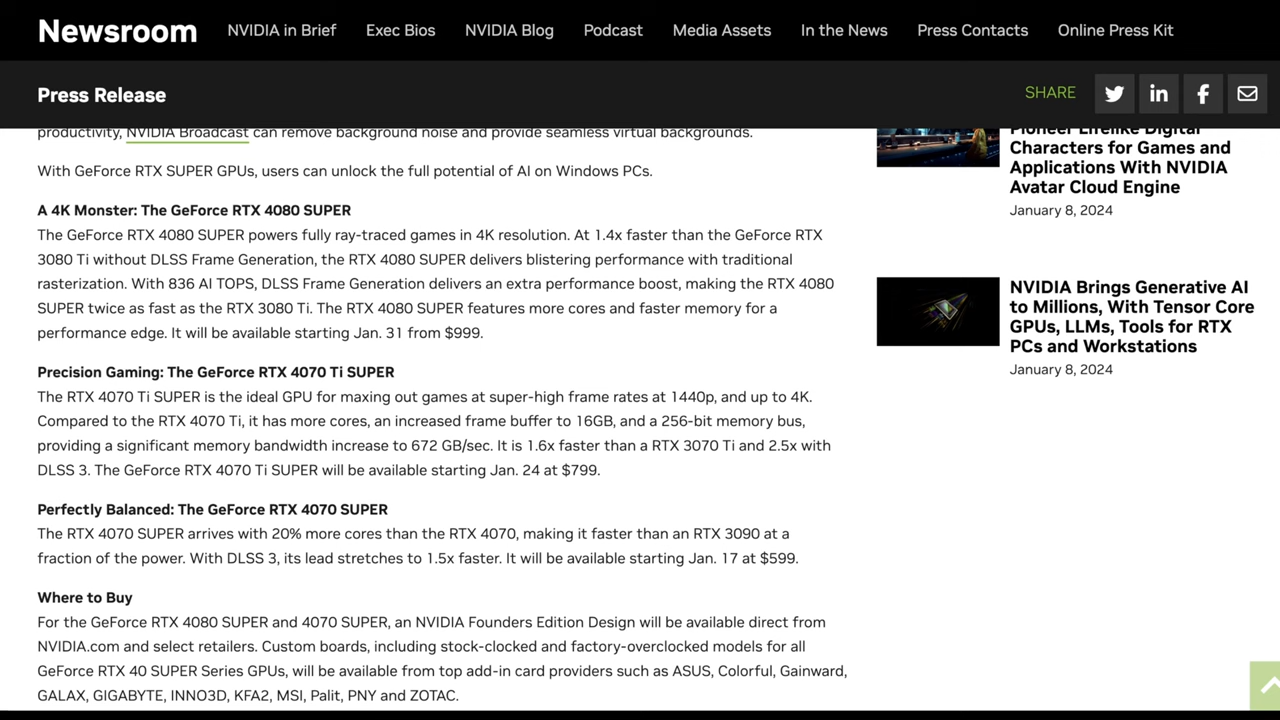 Newsroom
NVIDIA in Brief
Exec Bios
NVIDIA Blog
Podcast
Media Assets
In the News
Press Contacts
Online Press Kit
Press Release
SHARE
productivity, NVIDIA Broadcast can remove background noise and provide seamless virtual backgrounds.
With GeForce RTX SUPER GPUs, users can unlock the full potential of AI on Windows PCs.
A 4K Monster: The GeForce RTX 4080 SUPER
The GeForce RTX 4080 SUPER powers fully ray-traced games in 4K resolution. At 1.4x faster than the GeForce RTX
3080 Ti without DLSS Frame Generation, the RTX 4080 SUPER delivers blistering performance with traditional
rasterization. With 836 AI TOPS, DLSS Frame Generation delivers an extra performance boost, making the RTX 4080
SUPER twice as fast as the RTX 3080 Ti. The RTX 4080 SUPER features more cores and faster memory for a
performance edge. It will be available starting Jan. 31 from $999.
Precision Gaming: The GeForce RTX 4070 Ti SUPER
The RTX 4070 Ti SUPER is the ideal GPU for maxing out games at super-high frame rates at 1440p, and up to 4K.
Compared to the RTX 4070 Ti, it has more cores, an increased frame buffer to 16GB, and a 256-bit memory bus,
providing a significant memory bandwidth increase to 672 GB/sec. It is 1.6x faster than a RTX 3070 Ti and 2.5x with
DLSS 3. The GeForce RTX 4070 Ti SUPER will be available starting Jan. 24 at $799.
Perfectly Balanced: The GeForce RTX 4070 SUPER
The RTX 4070 SUPER arrives with 20% more cores than the RTX 4070, making it faster than an RTX 3090 at a
fraction of the power. With DLSS 3, its lead stretches to 1.5x faster. It will be available starting Jan. 17 at $599.
Where to Buy
For the GeForce RTX 4080 SUPER and 4070 SUPER, an NVIDIA Founders Edition Design will be available direct from
NVIDIA.com and select retailers. Custom boards, including stock-clocked and factory-overclocked models for all
GeForce RTX 40 SUPER Series GPUs, will be available from top add-in card providers such as ASUS, Colorful, Gainward,
GALAX, GIGABYTE, INNO3D, KFA2, MSI, Palit, PNY and ZOTAC.
Pioneer Lifelike Digital
Characters for Games and
Applications With NVIDIA
Avatar Cloud Engine
January 8, 2024
NVIDIA Brings Generative AI
to Millions, With Tensor Core
GPUs, LLMs, Tools for RTX
PCs and Workstations
January 8, 2024